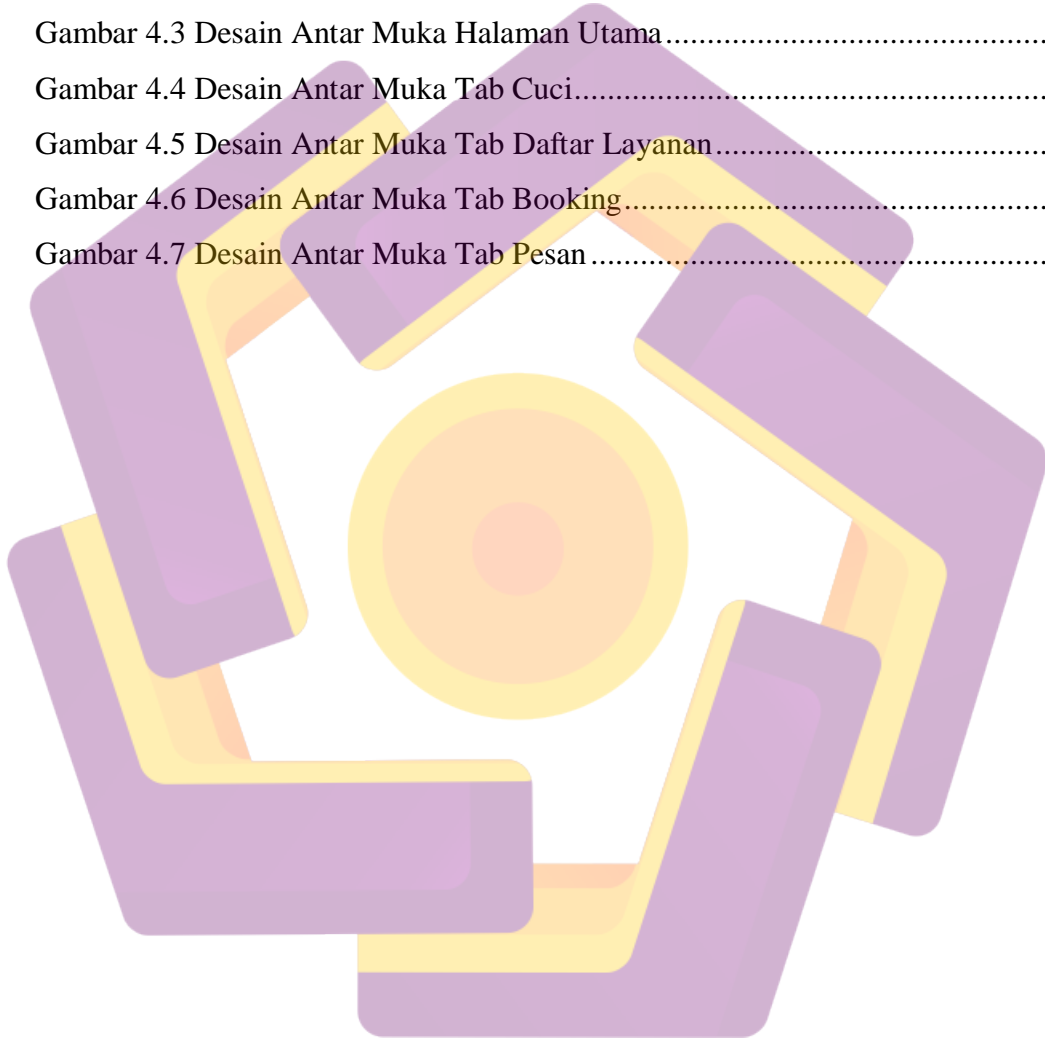 Gambar 4.3 Desain Antar Muka Halaman Utama..............................................
Gambar 4.4 Desain Antar Muka Tab Cuci.........................................................
Gambar 4.5 Desain Antar Muka Tab Daftar Layanan........................................
Gambar 4.6 Desain Antar Muka Tab Booking...................................................
Gambar 4.7 Desain Antar Muka Tab Pesan.......................................................